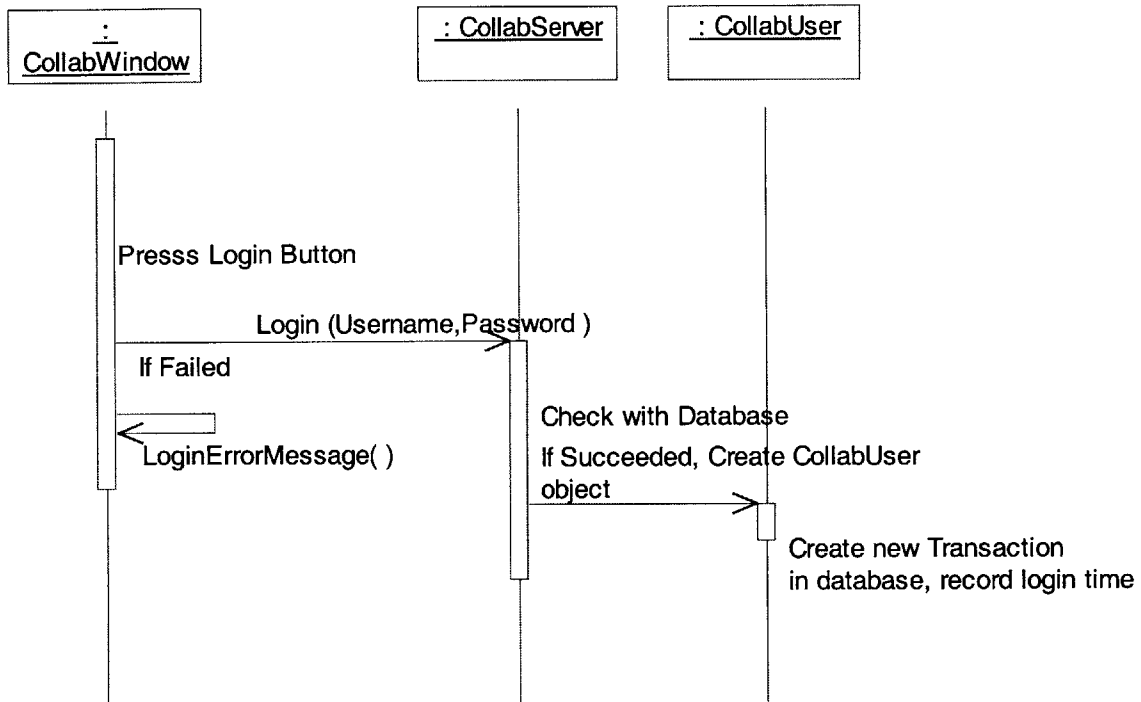 :
CollabWindow
: CollabServer
: CollabUser
Presss Login Button
Login (Username,Password )
If Failed
LoginErrorMessage( )
Check with Database
If Succeeded, Create CollabUser
object
Create new Transaction
in database, record login time